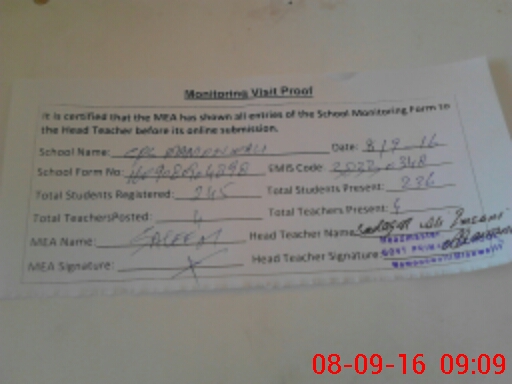 Monitoring Visit Proof
It is certified that the MEA has shown all entries of the School Monitoring Form to
the Head Teacher before its online submission.
School Name: Date: 8/9-16
School Form No: EMIS Code:
Total Students Registered: 245 Total Students Present: 236
Total TeachersPosted: 4 Total Teachers Present: 4
MEA Name: SALEEM Head Teacher Name:
Headmaster
MEA Signature: Head Teacher Signature:
08-09-16 09:09